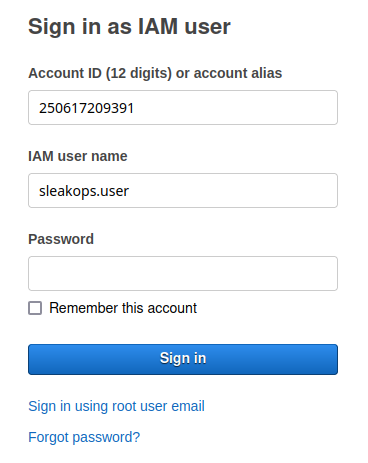 Sign in as IAM user
Account ID (12 digits) or account alias
250617209391
IAM user name
sleakops.user
Password
Remember this account
Sign in
Sign in using root user email
Forgot password?